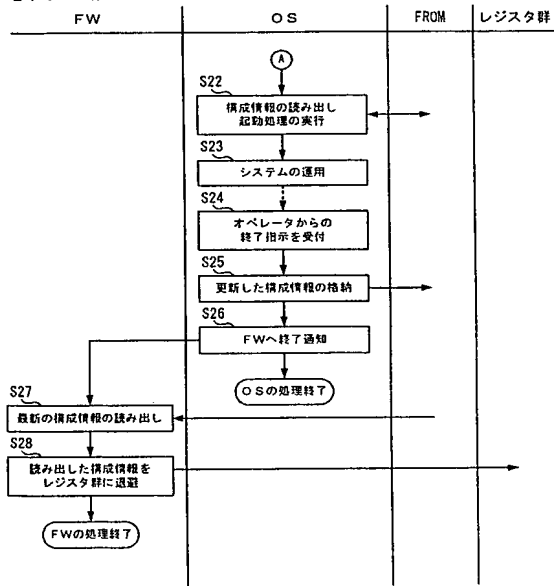 FW
OS
FROM
レジスタ群
A
S22
構成情報の読み出し
起動処理の実行
S23
システムの運用
S24
オペレータからの
終了指示を受付
S25
更新した構成情報の格納
S26
FWへ終了通知
OSの処理終了
S27
最新の構成情報の読み出し
S28
読み出した構成情報を
レジスタ群に退避
FWの処理終了